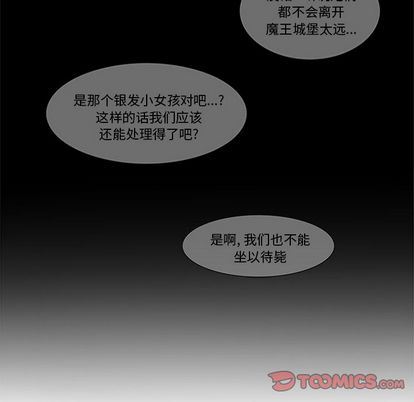 都不会离开
魔王城堡太远...
是那个银发小女孩对吧...?
这样的话我们应该
还能处理得了吧?
是啊, 我们也不能
坐以待毙
TOOMICS.COM